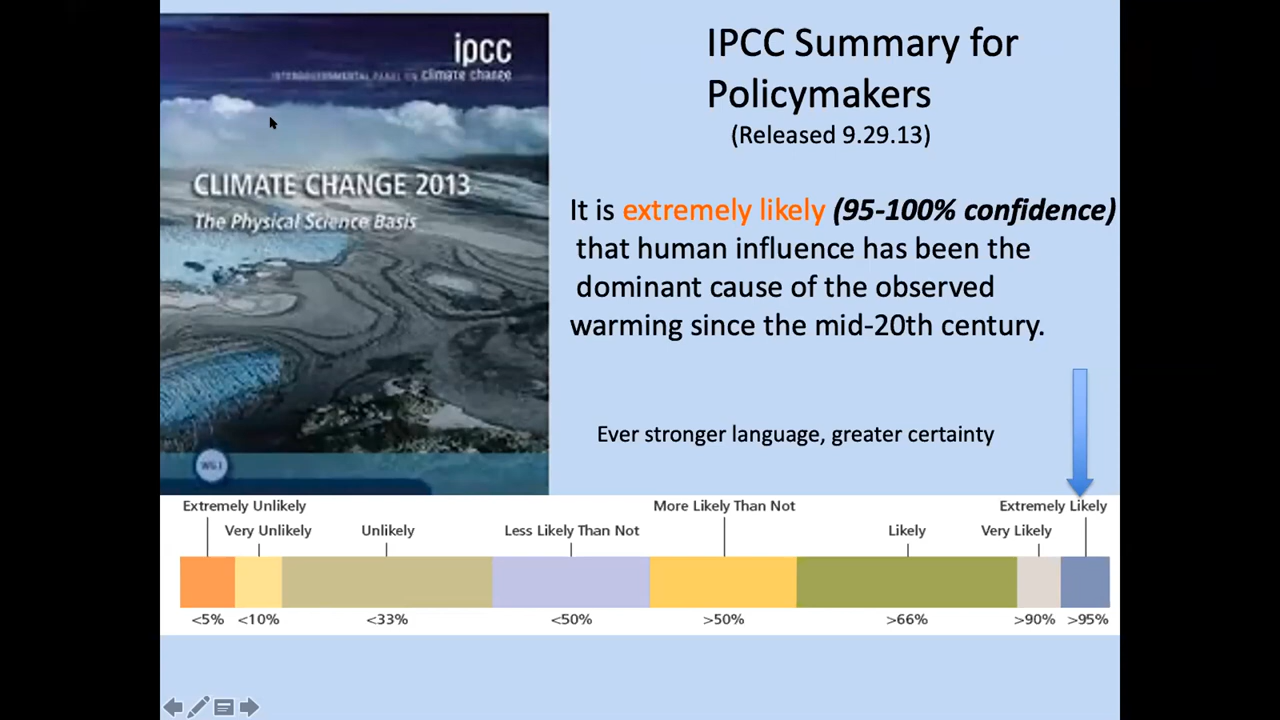 ipcc
INTERGOVERNMENTAL PANEL ON climate change
CLIMATE CHANGE 2013
The Physical Science Basis
WG I
IPCC Summary for
Policymakers
(Released 9.29.13)
It is extremely likely (95-100% confidence)
that human influence has been the
dominant cause of the observed
warming since the mid-20th century.
Ever stronger language, greater certainty
Extremely Unlikely
More Likely Than Not
Extremely Likely
Very Unlikely
Unlikely
Less Likely Than Not
Likely
Very Likely
<5%
<10%
<33%
<50%
>50%
>66%
>90%
>95%